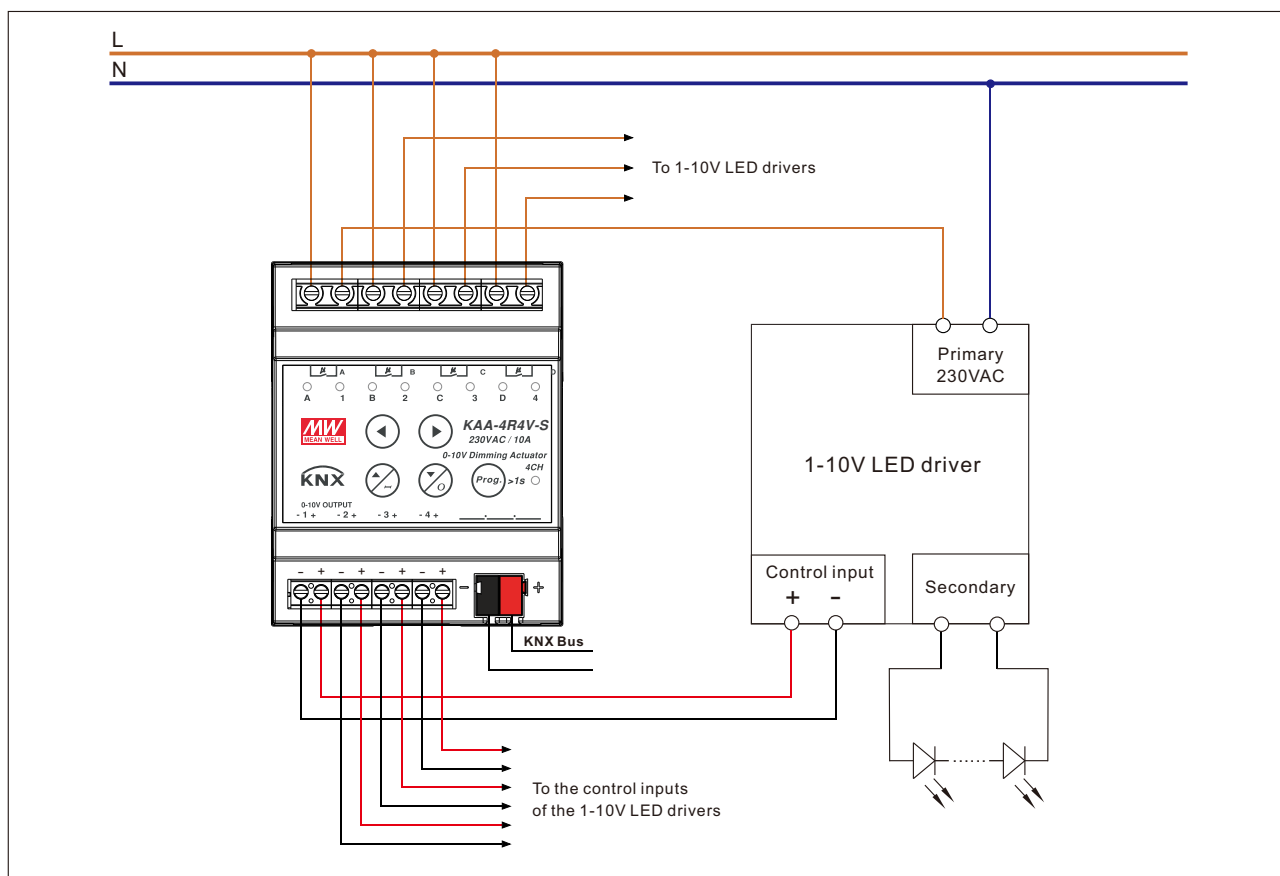 L
N
To 1-10V LED drivers
Primary
230VAC
A B C D
A 1 B 2 C 3 D 4
MW
MEAN WELL
KAA-4R4V-S
230VAC / 10A
0-10V Dimming Actuator
4CH
KNX
Prog. >1s
0-10V OUTPUT
- 1 + - 2 + - 3 + - 4 +
1-10V LED driver
- + - + - + - +
- +
KNX Bus
Control input
+ -
Secondary
To the control inputs
of the 1-10V LED drivers